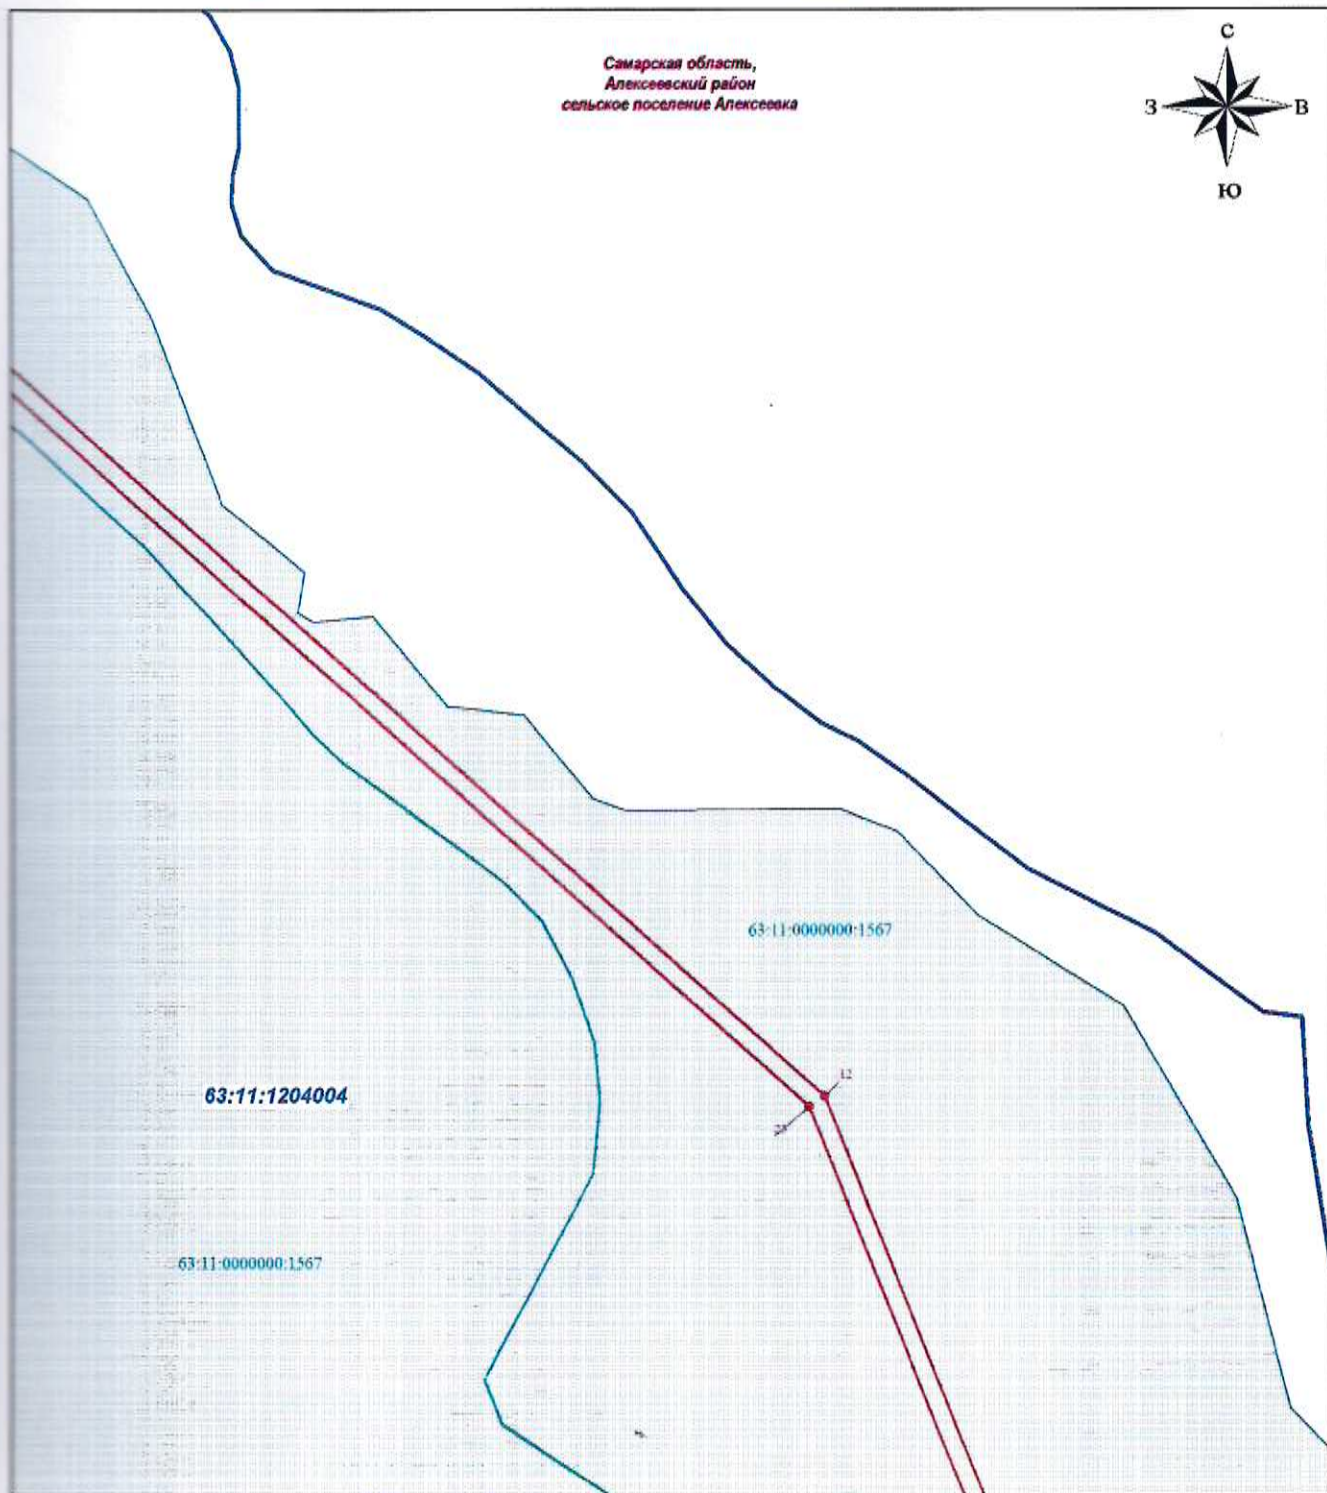 Самарская область,
Алексеевский район
сельское поселение Алексеевка
С
З
В
Ю
63:11:0000000:1567
12
63:11:1204004
63:11:0000000:1567